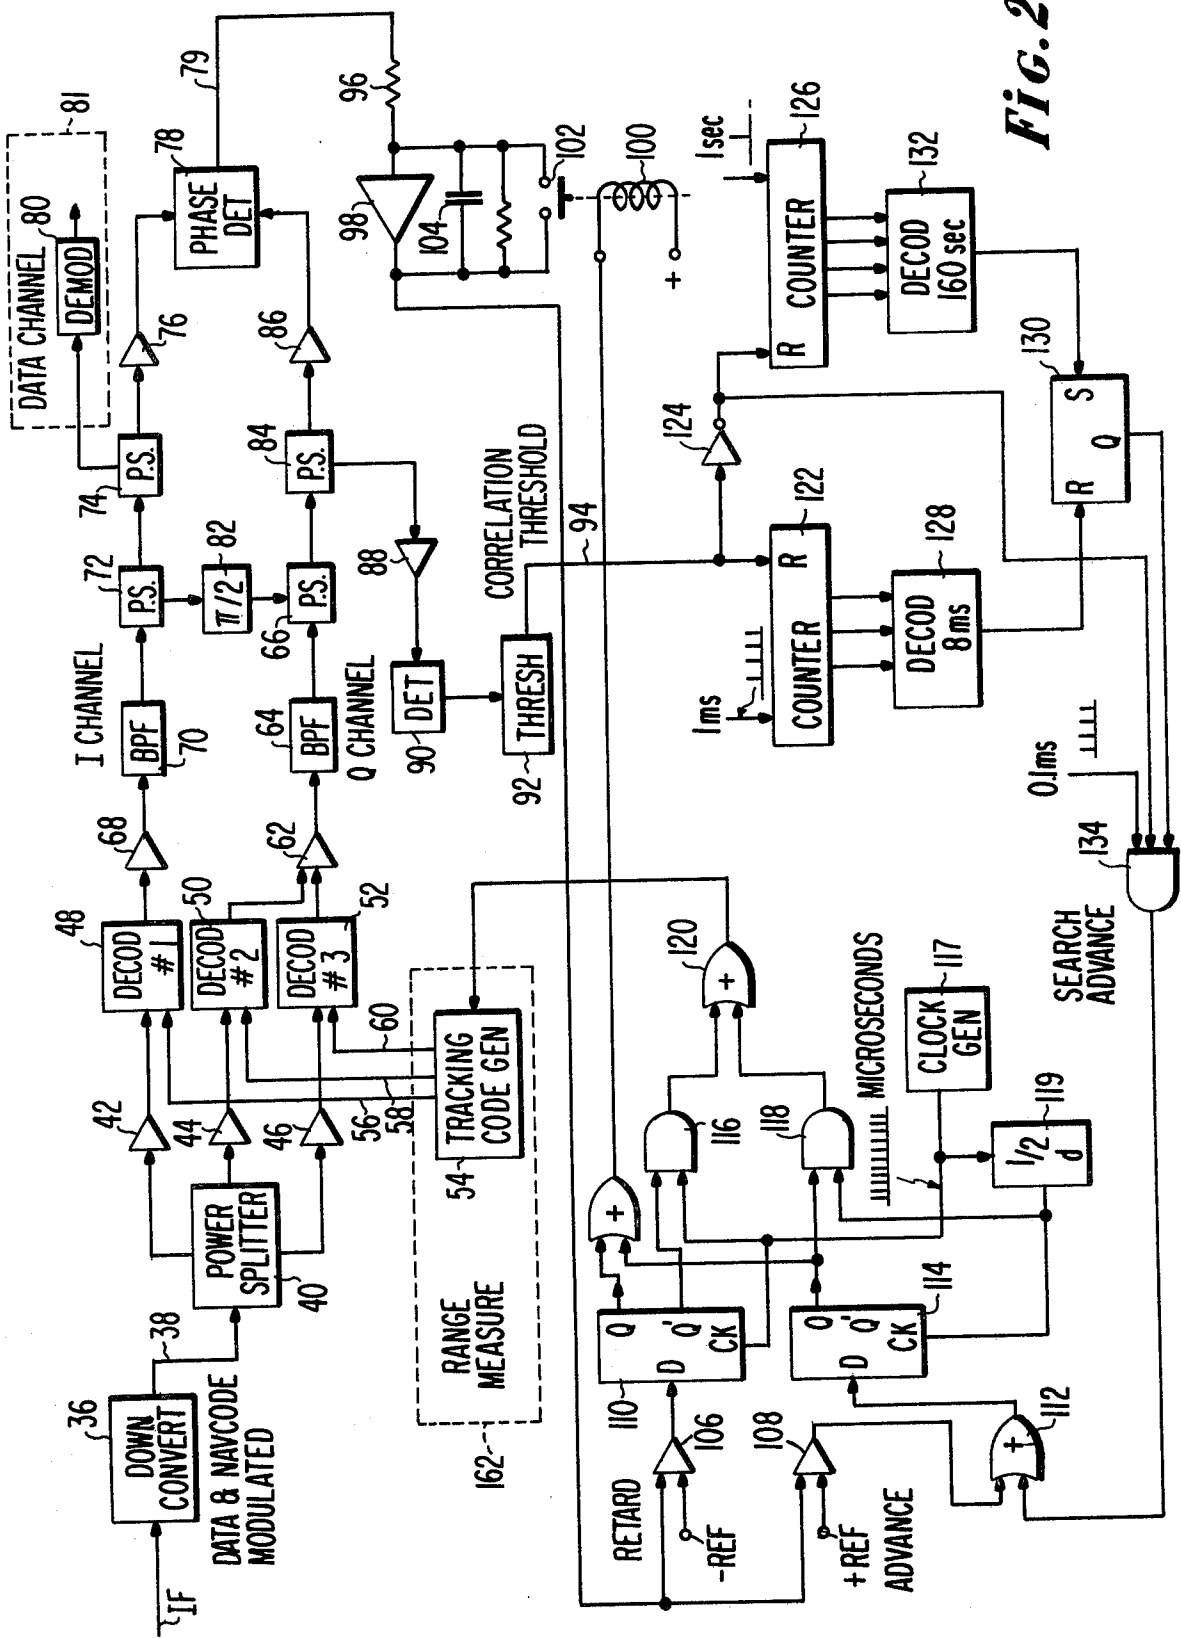 IF
36
DOWN
CONVERT
38
DATA & NAVCODE
MODULATED
POWER
SPLITTER
40
42
44
46
48
DECOD
# 1
50
DECOD
# 2
52
DECOD
# 3
56
58
60
54
TRACKING
CODE GEN
RANGE
MEASURE
162
68
62
I CHANNEL
BPF
70
64
BPF
Q CHANNEL
72
P.S.
π/2
82
66
P.S.
74
P.S.
84
P.S.
88
DET
90
THRESH
92
CORRELATION
THRESHOLD
94
DATA CHANNEL
80
DEMOD
81
76
86
78
PHASE
DET
79
96
98
104
102
100
+
RETARD
-REF
106
+REF
ADVANCE
108
110
D
Q
Q'
CK
+
112
+
D
Q
Q'
CK
114
116
118
+
120
MICROSECONDS
CLOCK
GEN
117
1/2
d
119
SEARCH
ADVANCE
134
0.1ms
1ms
COUNTER
R
122
DECOD
8ms
128
124
1sec
R
COUNTER
126
DECOD
160 sec
132
R
S
Q
130
FIG. 2